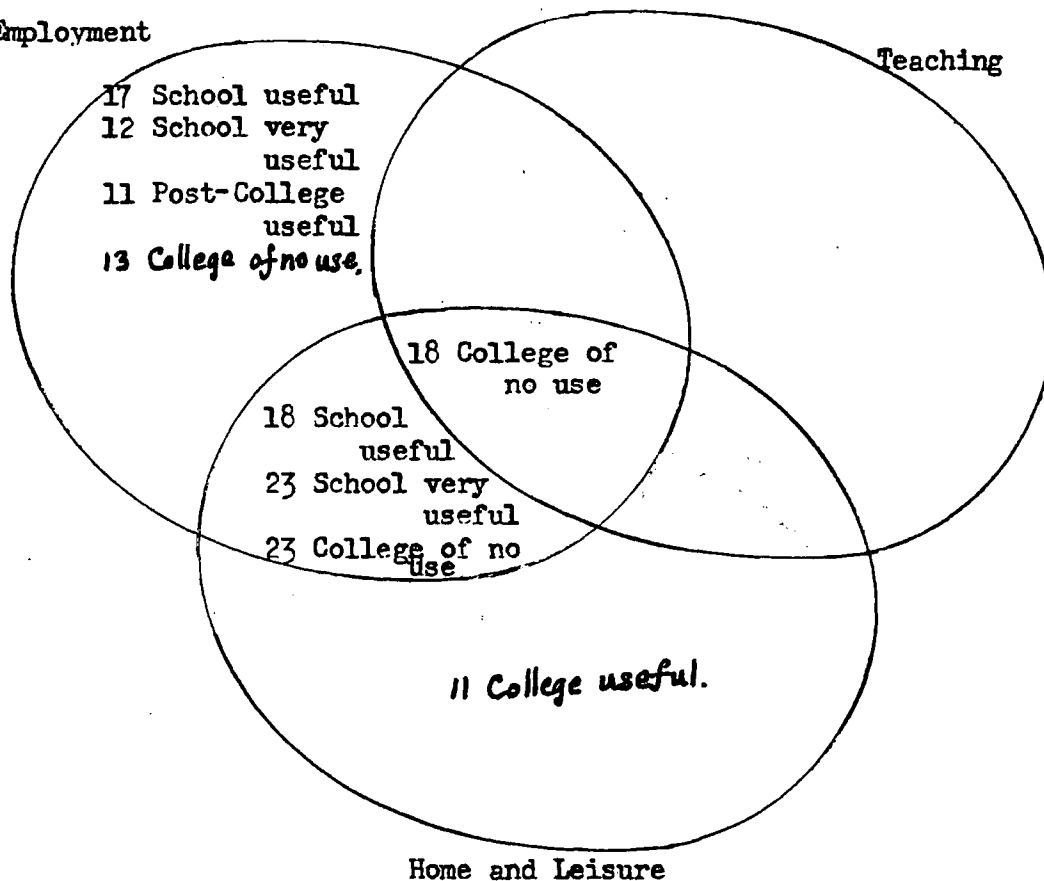 Employment
Teaching
17 School useful
12 School very
useful
11 Post-College
useful
13 College of no use.
18 College of
no use
18 School
useful
23 School very
useful
23 College of no
use
11 College useful.
Home and Leisure